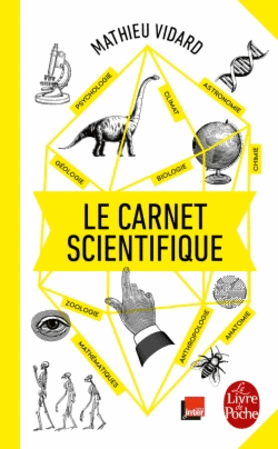 MATHIEU VIDARD
PSYCHOLOGIE
CLIMAT
ASTRONOMIE
CHIMIE
GÉOLOGIE
BIOLOGIE
LE CARNET
SCIENTIFIQUE
ZOOLOGIE
MATHÉMATIQUES
ANTHROPOLOGIE
ANATOMIE
france
inter
Le
Livre
de
Poche